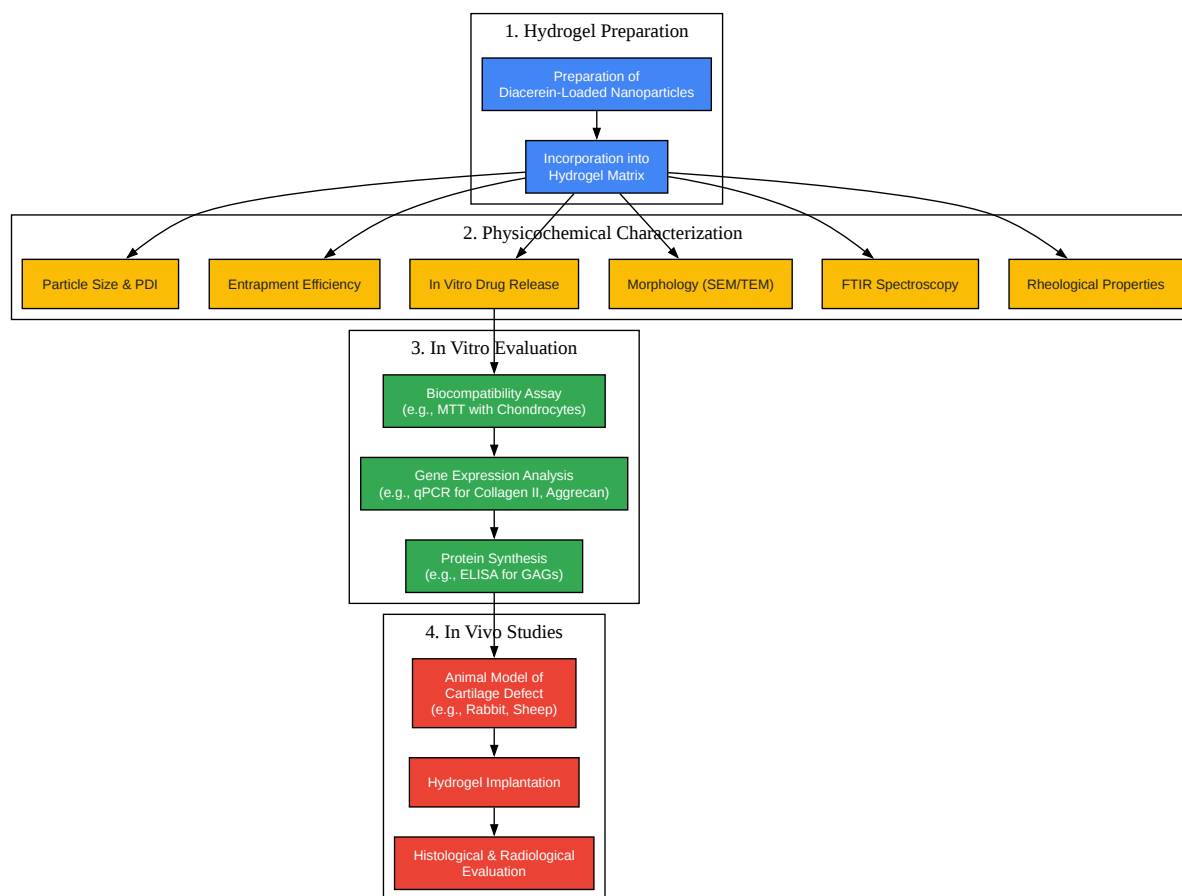 1. Hydrogel Preparation
Preparation of
Diacerein-Loaded Nanoparticles
Incorporation into
Hydrogel Matrix
2. Physicochemical Characterization
Particle Size & PDI
Entrapment Efficiency
In Vitro Drug Release
Morphology (SEM/TEM)
FTIR Spectroscopy
Rheological Properties
3. In Vitro Evaluation
Biocompatibility Assay
(e.g., MTT with Chondrocytes)
Gene Expression Analysis
(e.g., qPCR for Collagen II, Aggrecan)
Protein Synthesis
(e.g., ELISA for GAGs)
4. In Vivo Studies
Animal Model of
Cartilage Defect
(e.g., Rabbit, Sheep)
Hydrogel Implantation
Histological & Radiological
Evaluation